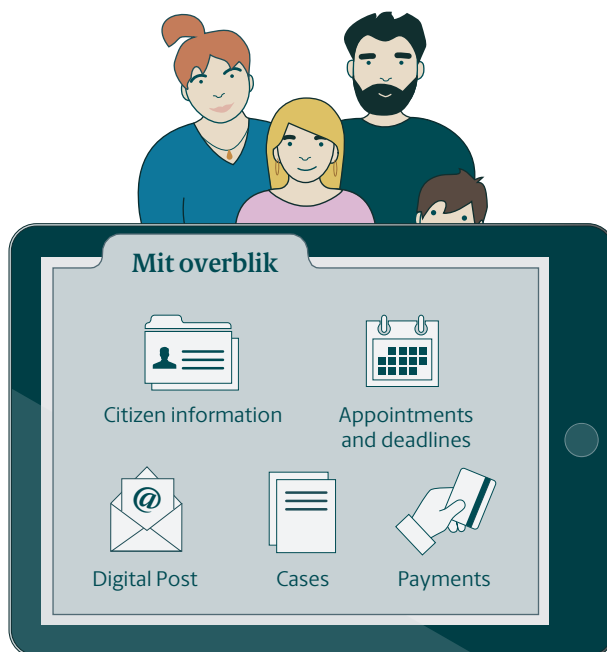 Mit overblik
Citizen information
Appointments
and deadlines
@
Digital Post
Cases
Payments